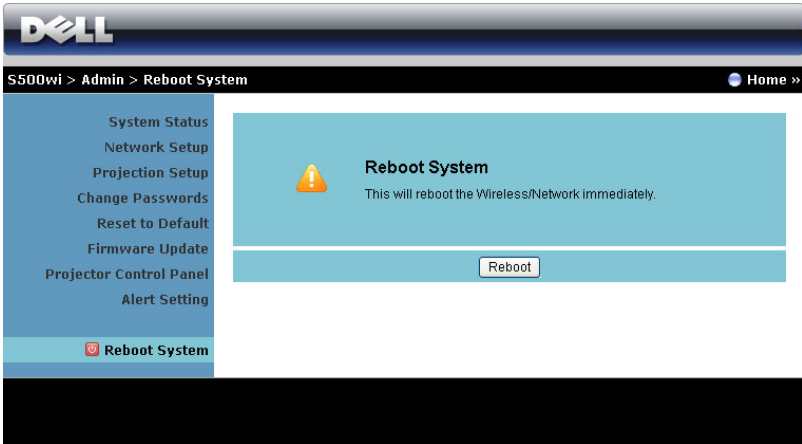 DELL
S500wi > Admin > Reboot System
Home »
System Status
Network Setup
Projection Setup
Change Passwords
Reset to Default
Firmware Update
Projector Control Panel
Alert Setting
Reboot System
Reboot System
This will reboot the Wireless/Network immediately.
Reboot